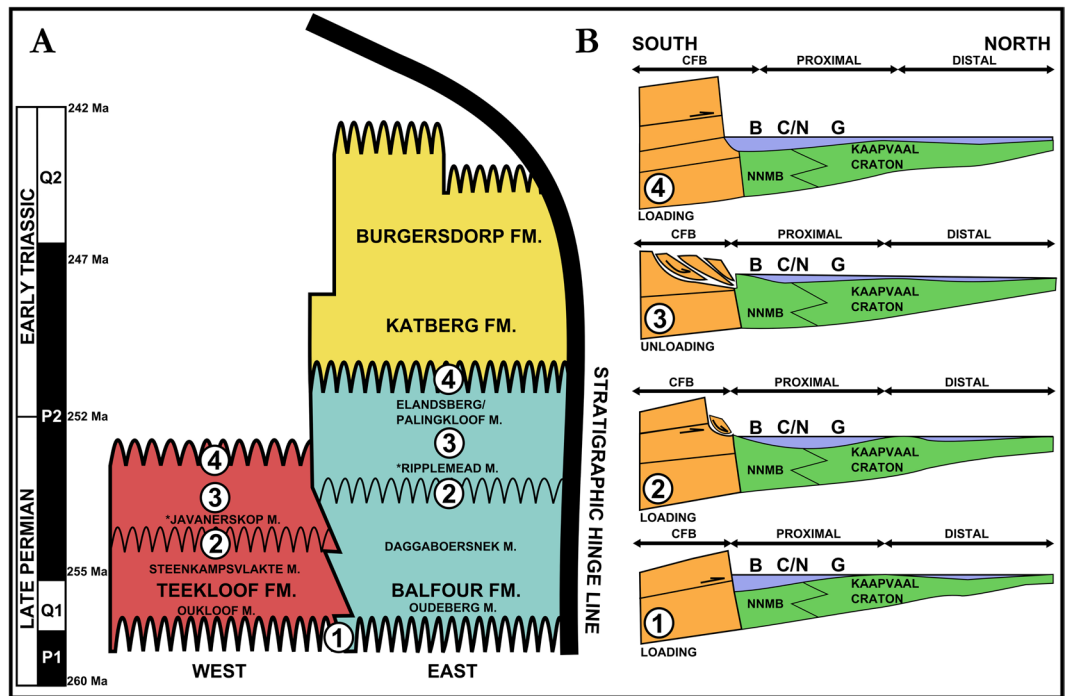 A
242 Ma
247 Ma
252 Ma
255 Ma
260 Ma
EARLY TRIASSIC
LATE PERMIAN
Q2
P2
Q1
P1
BURGERSDORP FM.
KATBERG FM.
4
ELANDSBERG/
PALINGKLOOF M.
3
*RIPPLEMEAD M.
2
DAGGABOERSNEK M.
BALFOUR FM.
OUDEBERG M.
4
3
*JAVANERSKOP M.
2
STEENKAMPSVLAKTE M.
TEEKLOOF FM.
OUKLOOF M.
1
WEST
EAST
STRATIGRAPHIC HINGE LINE
B
SOUTH
NORTH
CFB
PROXIMAL
DISTAL
B C/N G
KAAPVAAL
CRATON
NNMB
4
LOADING
CFB
PROXIMAL
DISTAL
B C/N G
KAAPVAAL
CRATON
NNMB
3
UNLOADING
CFB
PROXIMAL
DISTAL
B C/N G
KAAPVAAL
CRATON
NNMB
2
LOADING
CFB
PROXIMAL
DISTAL
B C/N G
KAAPVAAL
CRATON
NNMB
1
LOADING